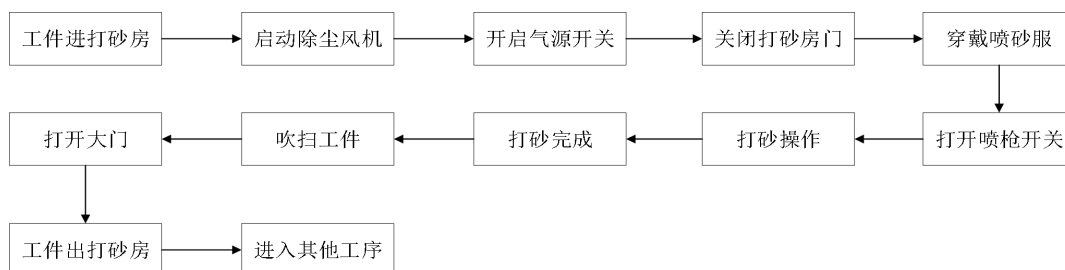 工件进打砂房
启动除尘风机
开启气源开关
关闭打砂房门
穿戴喷砂服
打开喷枪开关
打砂操作
打砂完成
吹扫工件
打开大门
工件出打砂房
进入其他工序